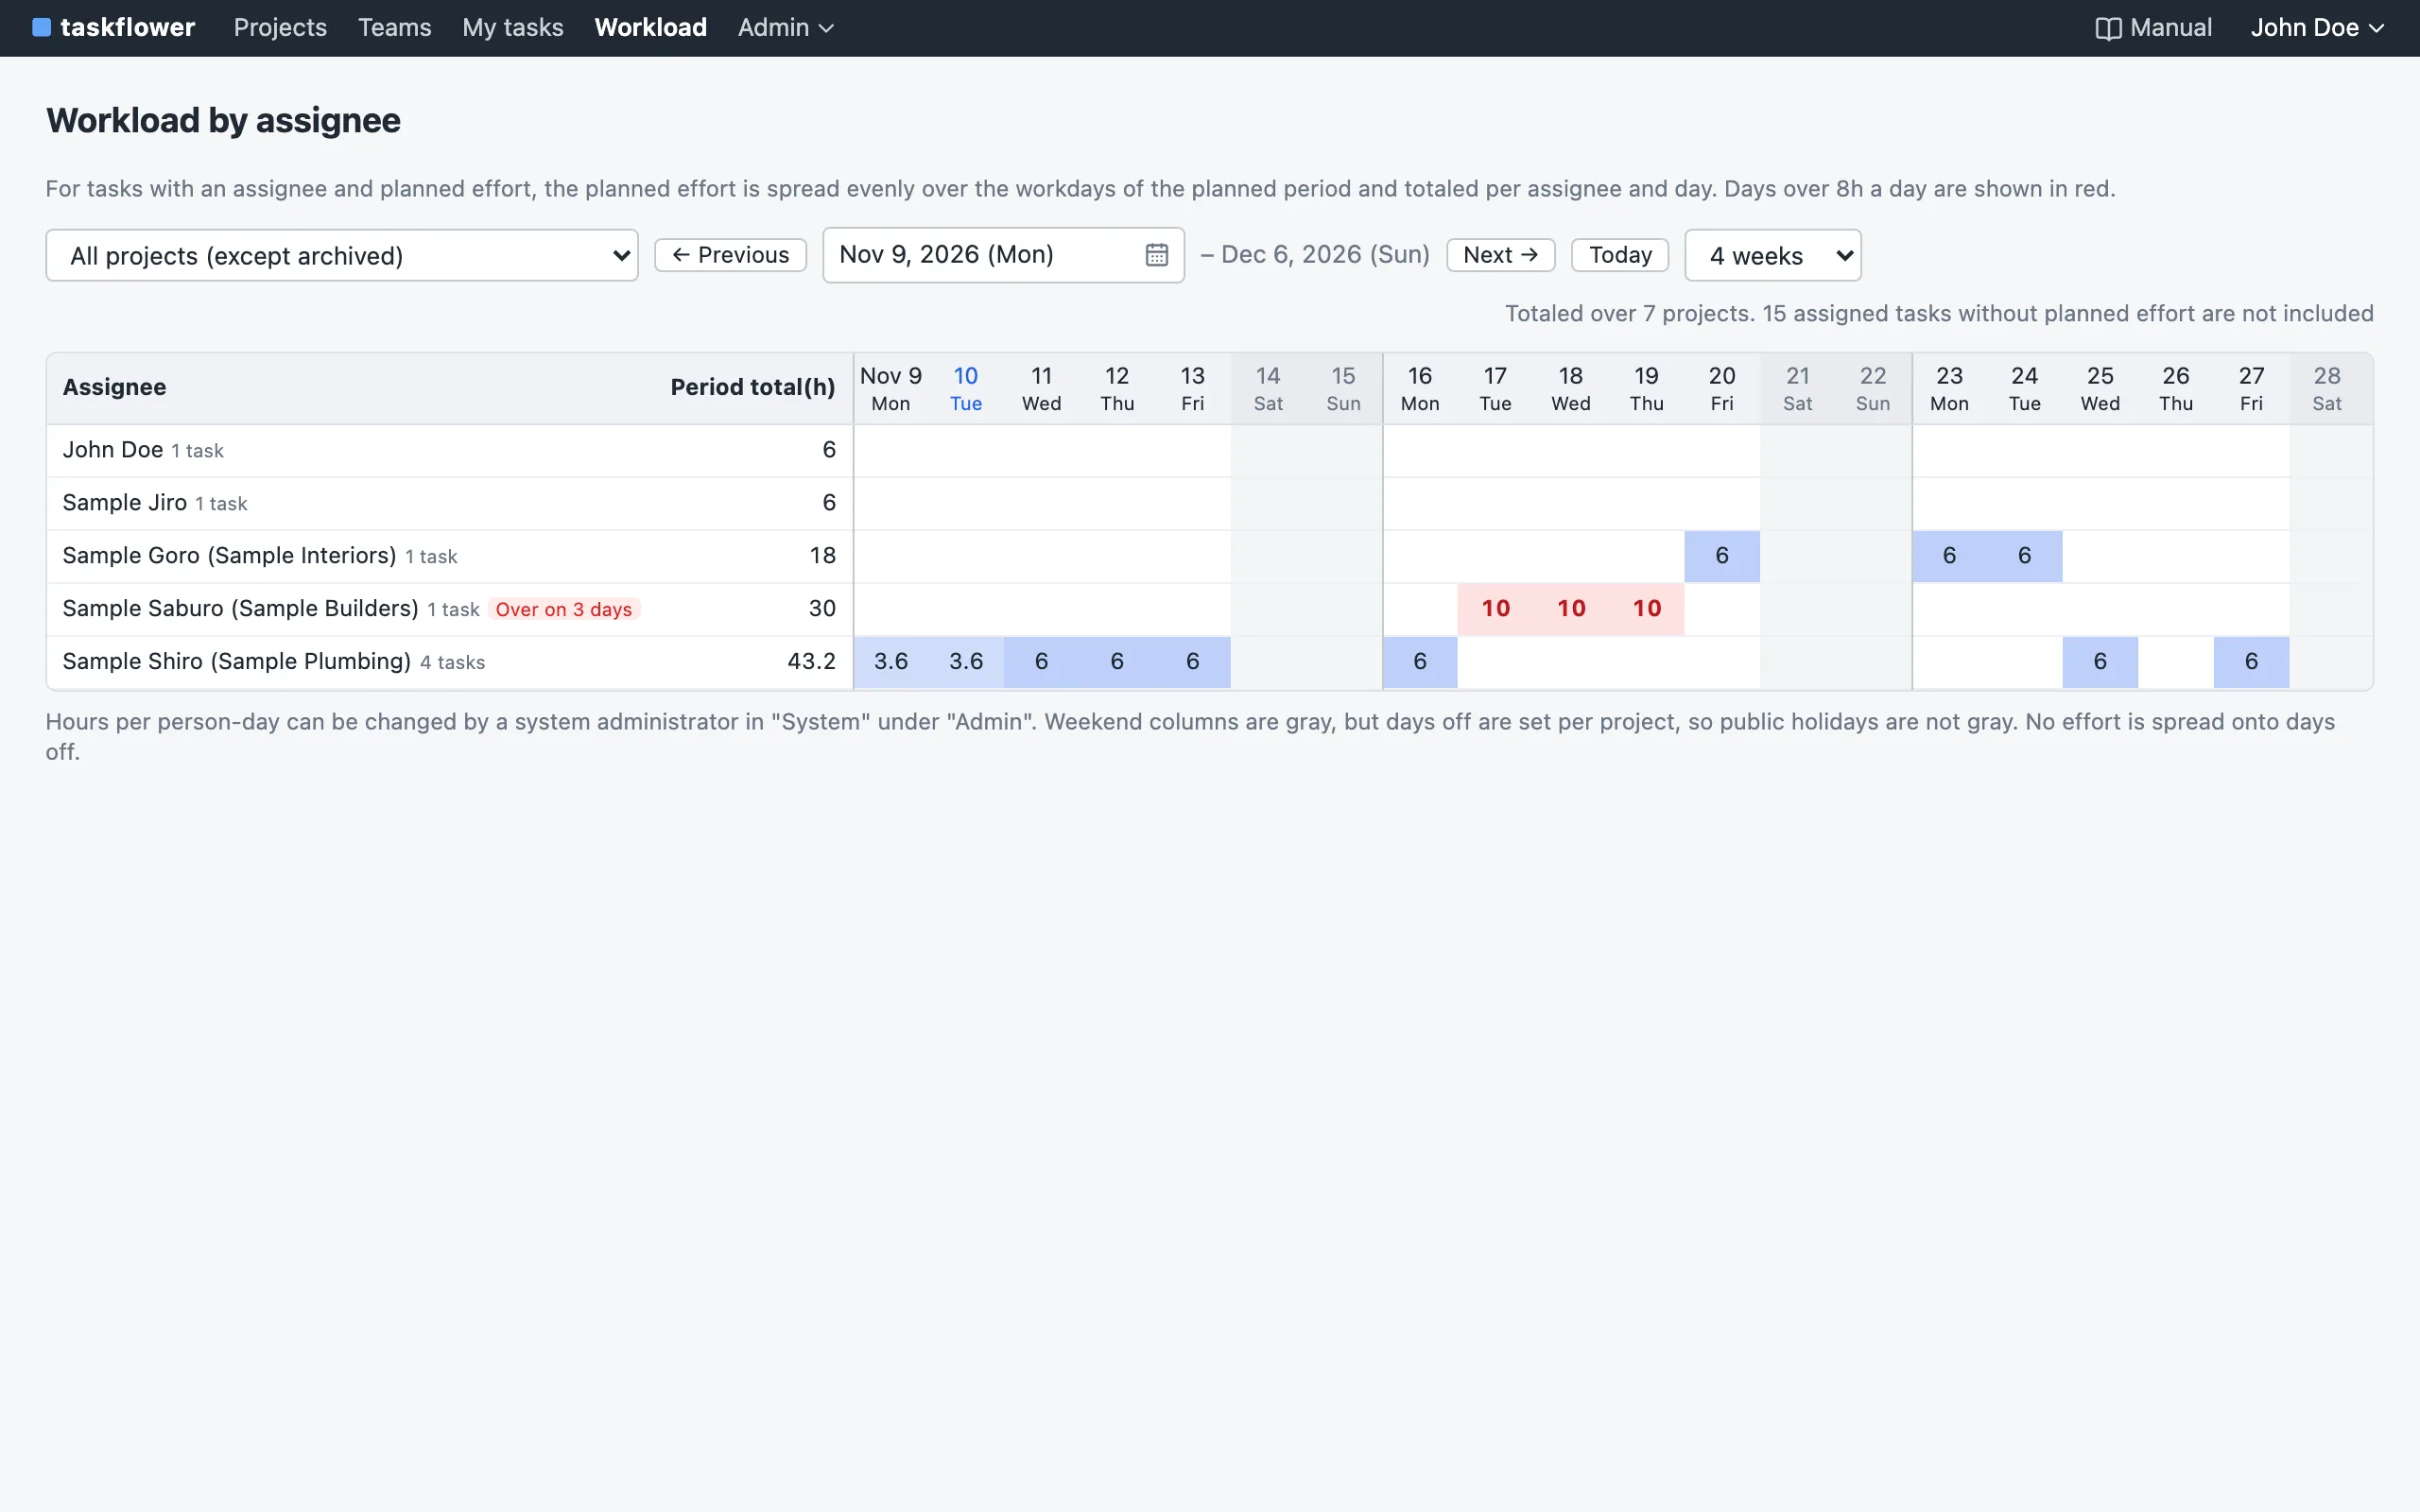 taskflower Projects Teams My tasks Workload Admin Manual John Doe
Workload by assignee
For tasks with an assignee and planned effort, the planned effort is spread evenly over the workdays of the planned period and totaled per assignee and day. Days over 8h a day are shown in red.
All projects (except archived) ← Previous Nov 9, 2026 (Mon) – Dec 6, 2026 (Sun) Next → Today 4 weeks
Totaled over 7 projects. 15 assigned tasks without planned effort are not included
Assignee Period total(h) Nov 9 10 11 12 13 14 15 16 17 18 19 20 21 22 23 24 25 26 27 28
Mon Tue Wed Thu Fri Sat Sun Mon Tue Wed Thu Fri Sat Sun Mon Tue Wed Thu Fri Sat
John Doe 1 task 6
Sample Jiro 1 task 6
Sample Goro (Sample Interiors) 1 task 18 6 6 6
Sample Saburo (Sample Builders) 1 task Over on 3 days 30 10 10 10
Sample Shiro (Sample Plumbing) 4 tasks 43.2 3.6 3.6 6 6 6 6 6 6
Hours per person-day can be changed by a system administrator in "System" under "Admin". Weekend columns are gray, but days off are set per project, so public holidays are not gray. No effort is spread onto days
off.